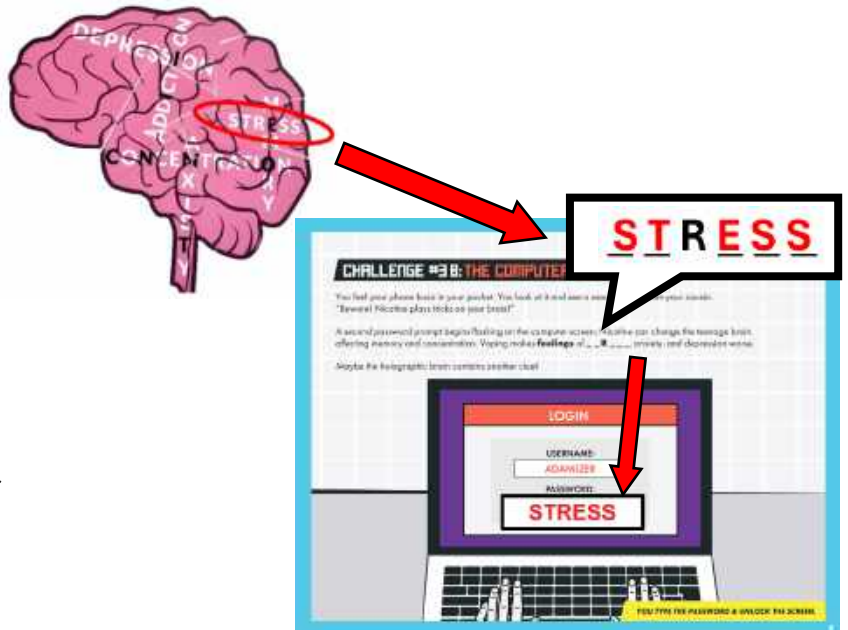 DEPRESSION
ADDICTION
MEMORY
STRESS
CONCENTRATION
ANXIETY
S T R E S S
CHALLENGE #3 B: THE COMPUTER
You feel your phone buzz in your pocket. You look at it and see a your cousin.
"Beware! Nicotine plays tricks on your brain!"
A second password prompt begins flashing on the computer screen: Nicotine can change the teenage brain
affecting memory and concentration. Vaping makes feelings of _ _ R _ _ _, anxiety, and depression worse.
Maybe the holographic brain contains another clue?
LOGIN
USERNAME:
ADAMIZER
PASSWORD:
STRESS
YOU TYPE THE PASSWORD & UNLOCK THE SCREEN.